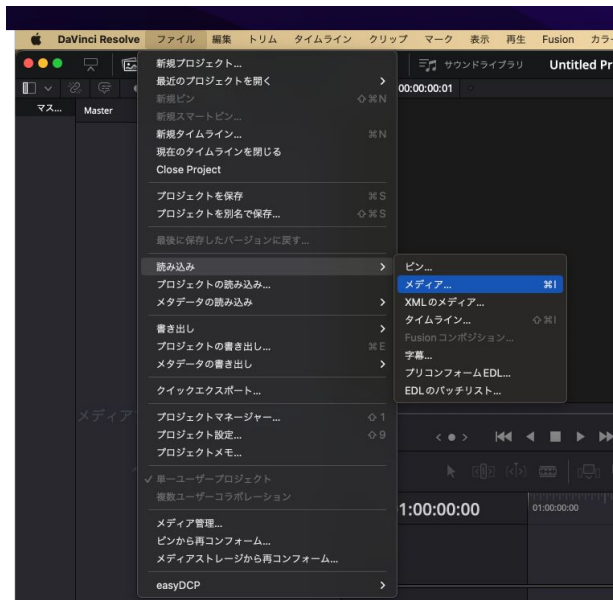 DaVinci Resolve ファイル 編集 トリム タイムライン クリップ マーク 表示 再生 Fusion カラ
サウンドライブラリ Untitled Pr
00:00:00:01
マス... Master
新規プロジェクト...
最近のプロジェクトを開く
新規ビン ⇧⌘N
新規スマートビン...
新規タイムライン... ⌘N
現在のタイムラインを閉じる
Close Project
プロジェクトを保存 ⌘S
プロジェクトを別名で保存... ⇧⌘S
最後に保存したバージョンに戻す...
読み込み
プロジェクトの読み込み...
メタデータの読み込み
書き出し
プロジェクトの書き出し... ⌘E
メタデータの書き出し
クイックエクスポート...
プロジェクトマネージャー... ⇧1
プロジェクト設定... ⇧9
プロジェクトメモ...
✓ 単一ユーザープロジェクト
複数ユーザーコラボレーション
メディア管理...
ビンから再コンフォーム...
メディアストレージから再コンフォーム...
easyDCP
ビン...
メディア... ⌘I
XMLのメディア...
タイムライン... ⇧⌘I
Fusionコンポジション...
字幕...
プリコンフォームEDL...
EDLのバッチリスト...
メディア
1:00:00:00
01:00:00:00